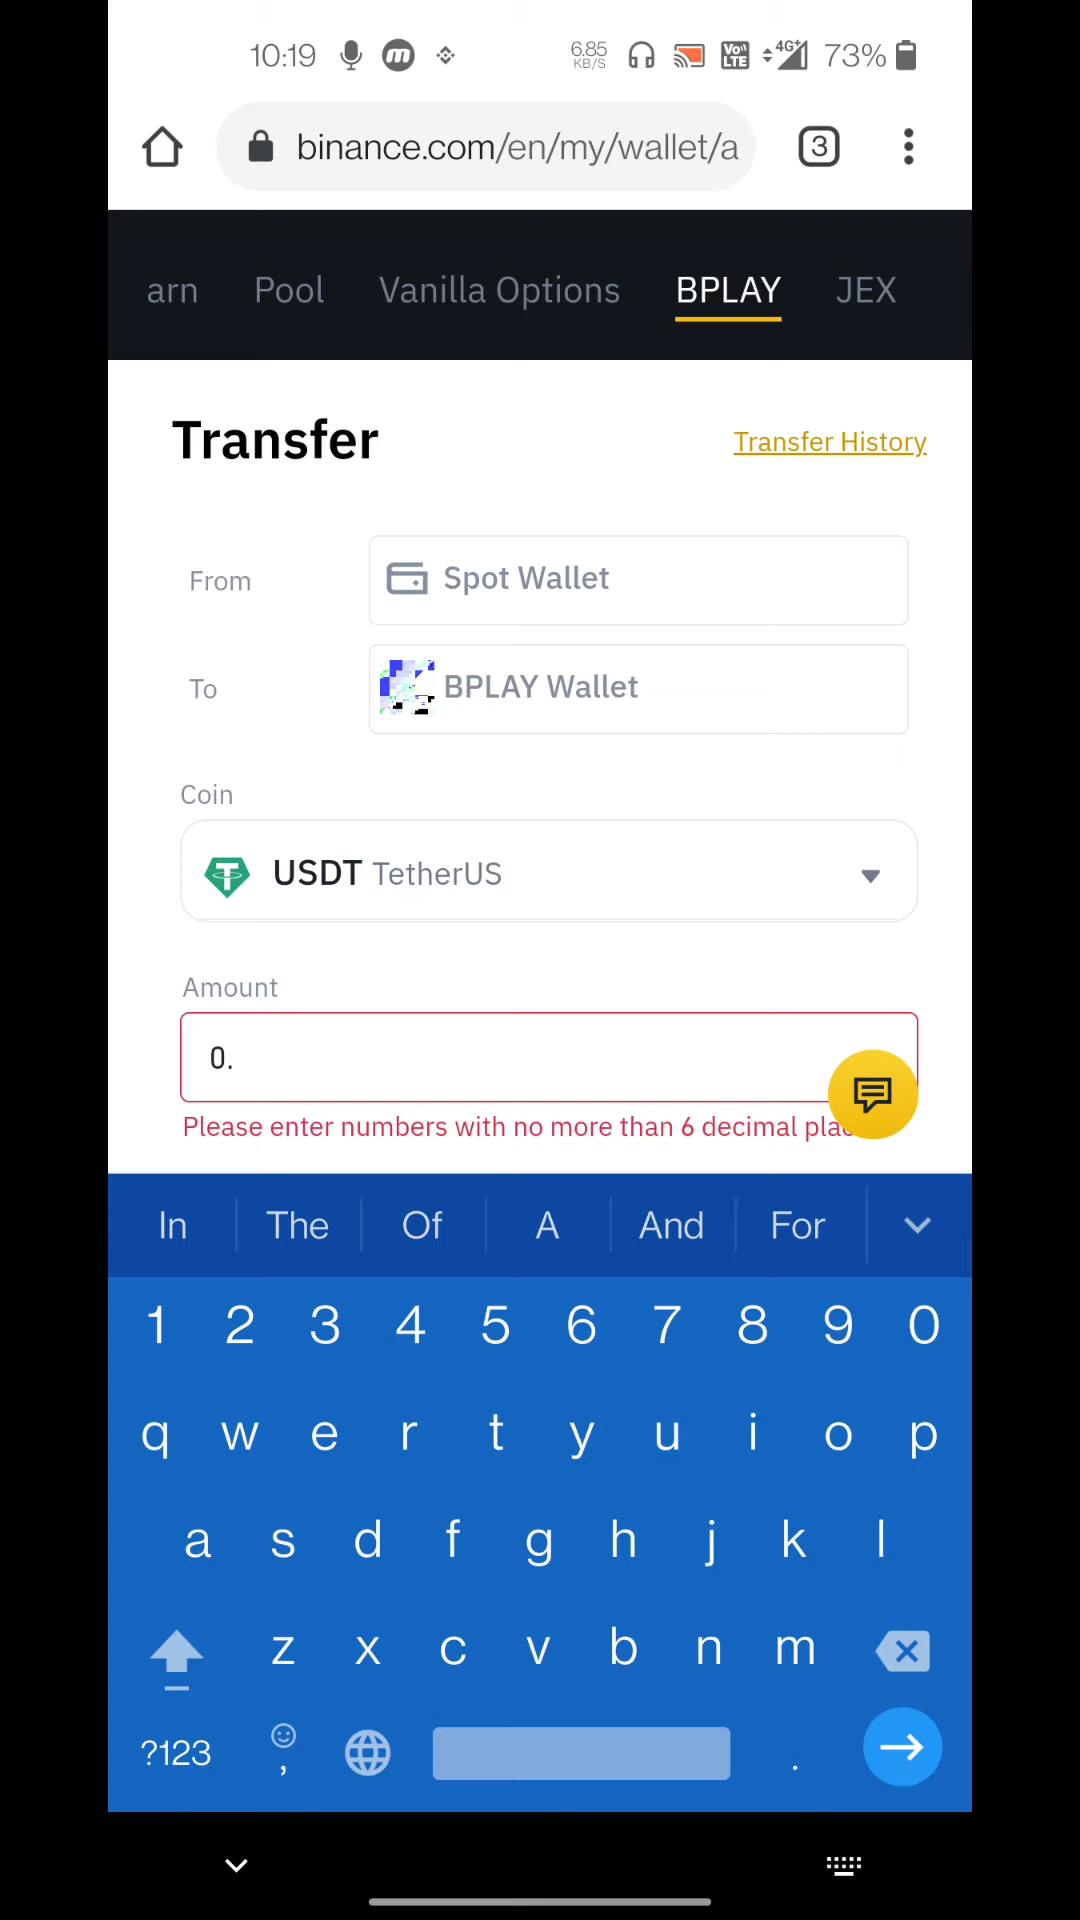 10:19 m 6.85 KB/S Vo)) LTE 4G+ 73%
binance.com/en/my/wallet/a 3
arn Pool Vanilla Options BPLAY JEX
Transfer Transfer History
From Spot Wallet
To BPLAY Wallet
Coin
USDT TetherUS
Amount
0.
Please enter numbers with no more than 6 decimal plac
In The Of A And For
1 2 3 4 5 6 7 8 9 0
q w e r t y u i o p
a s d f g h j k l
z x c v b n m
?123 , .